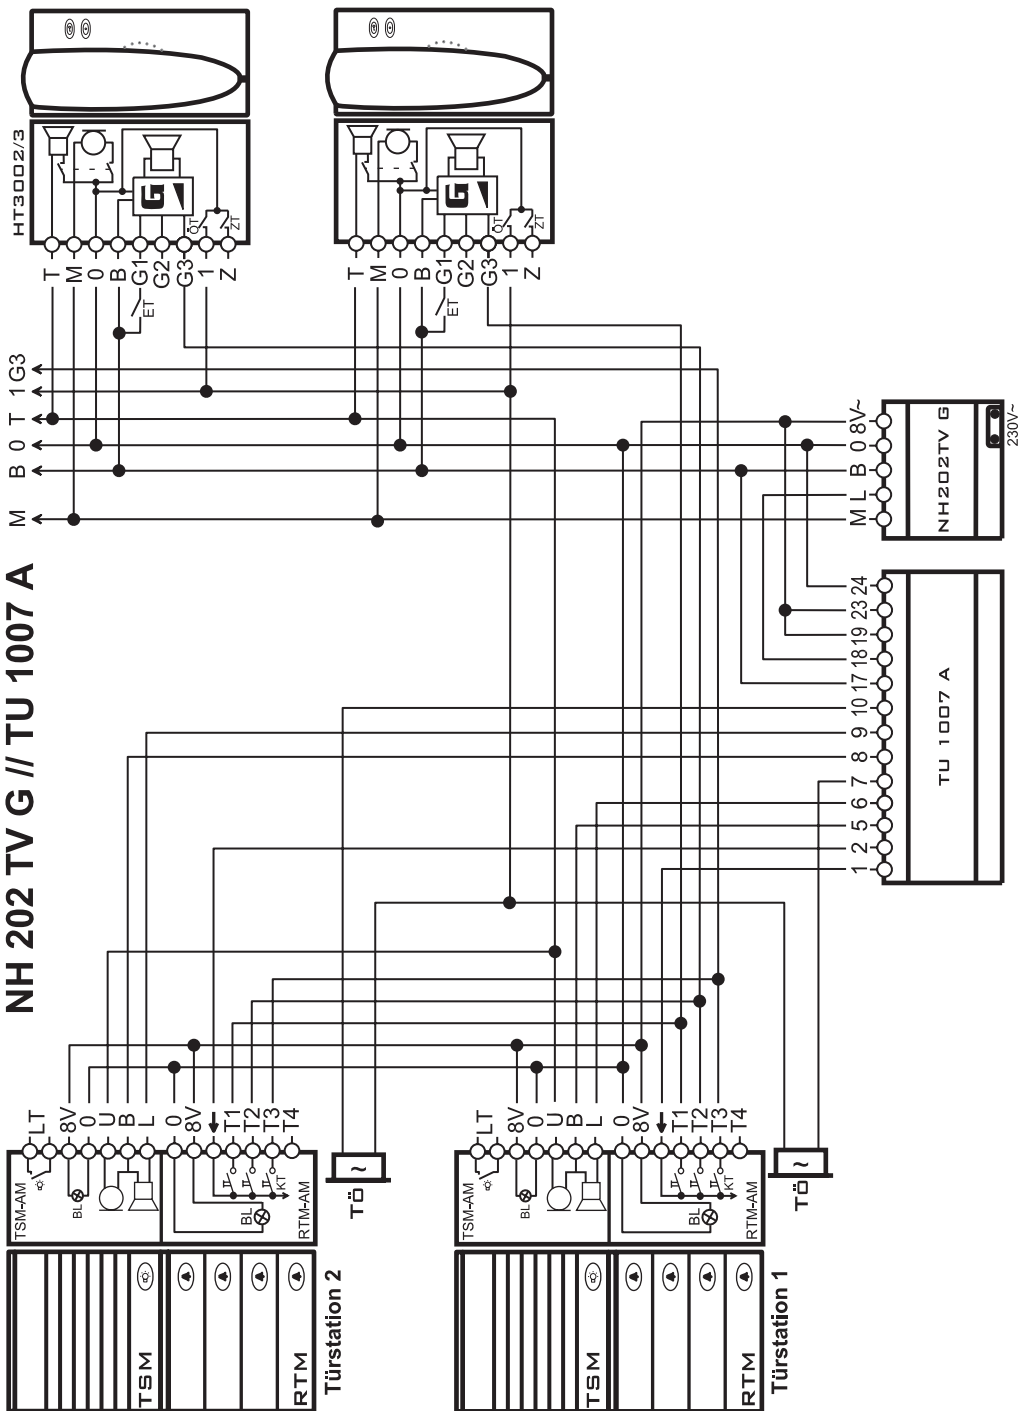 NH 202 TV G // TU 1007 A
HT3002/3
ÖT
ZT
T
M
0
B
G1
G2
G3
1
Z
ET
ÖT
ZT
T
M
0
B
G1
G2
G3
1
Z
ET
G3
1
T
0
B
M
8V~
0
B
L
M
NH202TV G
230V~
24
23
19
18
17
10
9
8
7
6
5
2
1
TU 1007 A
LT
8V
0
U
B
L
0
8V
T1
T2
T3
T4
TSM-AM
BL
BL
KT
RTM-AM
~
TÖ
TSM
RTM
Türstation 2
LT
8V
0
U
B
L
0
8V
T1
T2
T3
T4
TSM-AM
BL
BL
KT
RTM-AM
~
TÖ
TSM
RTM
Türstation 1